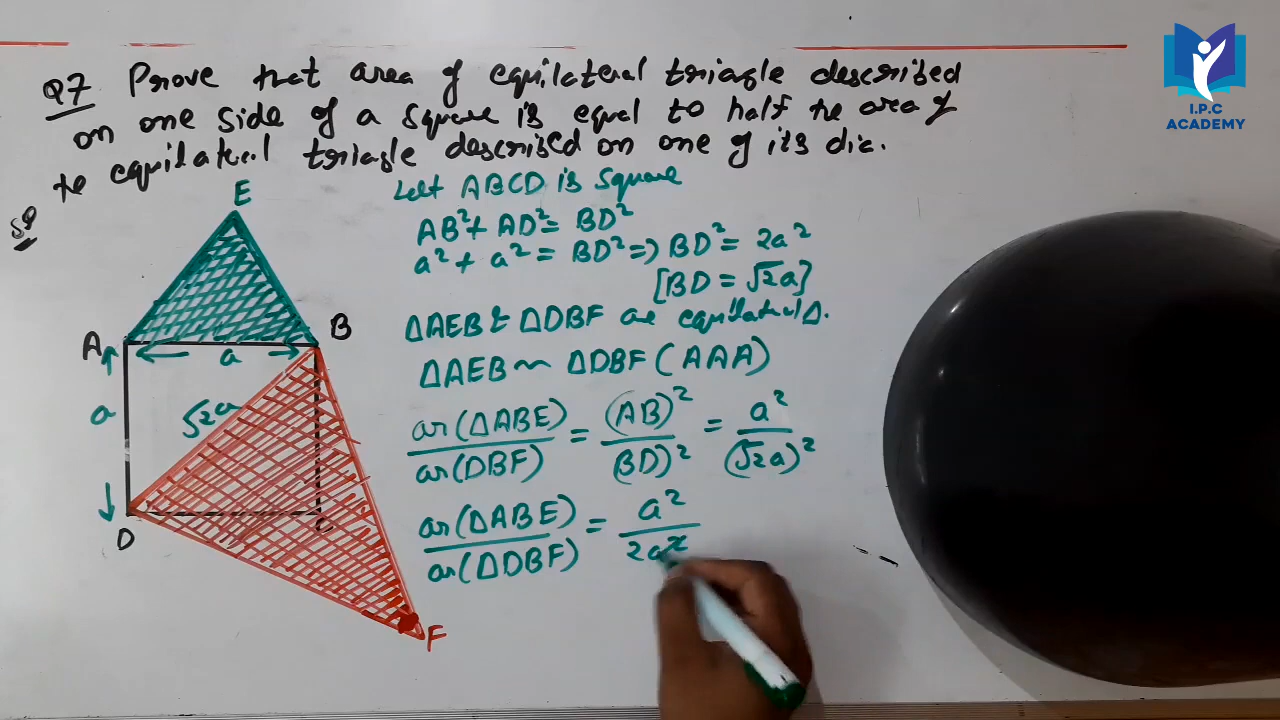 Q7 Prove that area of equilateral triangle described
on one side of a square is equal to half the area of
the equilateral triangle described on one of its dia.
Sol
Let ABCD is square
AB²+ AD²= BD²
a² + a² = BD² => BD² = 2a²
[BD = √2a]
ΔAEB & ΔDBF are equilateral Δ.
ΔAEB ~ ΔDBF (AAA)
ar(ΔABE)/ar(DBF) = (AB)²/BD)² = a²/(√2a)²
ar(ΔABE)/ar(ΔDBF) = a²/2a²
E
A
B
a
a
√2a
D
F
I.P.C
ACADEMY